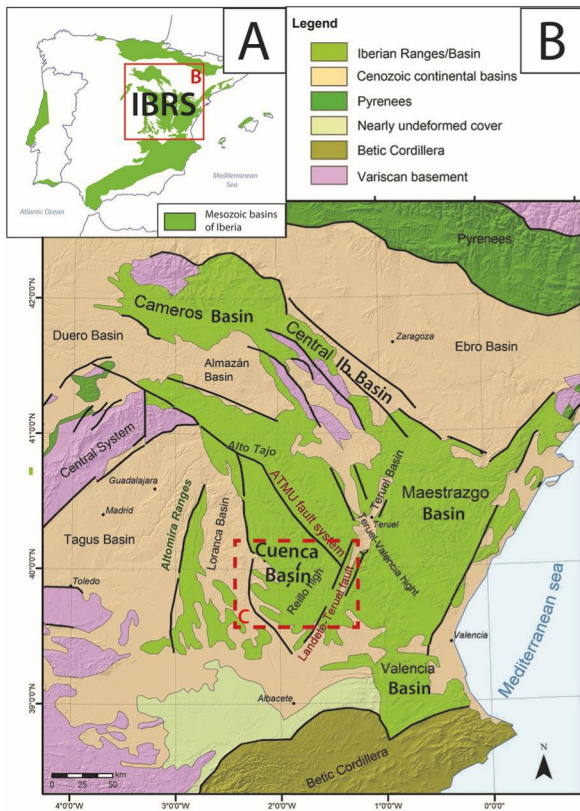 A
B
IBRS
Mediterranean
Sea
Atlantic Ocean
Mesozoic basins
of Iberia
B
Legend
Iberian Ranges/Basin
Cenozoic continental basins
Pyrenees
Nearly undeformed cover
Betic Cordillera
Variscan basement
Pyrenees
42°0'0"N
Cameros Basin
Central Ib. Basin
Zaragoza
Ebro Basin
Duero Basin
Almazán
Basin
41°0'0"N
Central System
Alto Tajo
Guadalajara
Madrid
Tagus Basin
Altomira Ranges
Loranca Basin
ATMU fault system
Teruel Basin
Teruel
Teruel-Valencia hight
Maestrazgo
Basin
40°0'0"N
Toledo
Cuenca
Basin
Reillo high
Landete-Teruel fault
C
Valencia
Valencia
Basin
Mediterranean sea
39°0'0"N
Albacete
Betic Cordillera
0 25 50
km
N
4°0'0"W
3°0'0"W
2°0'0"W
1°0'0"W
0°0'0"